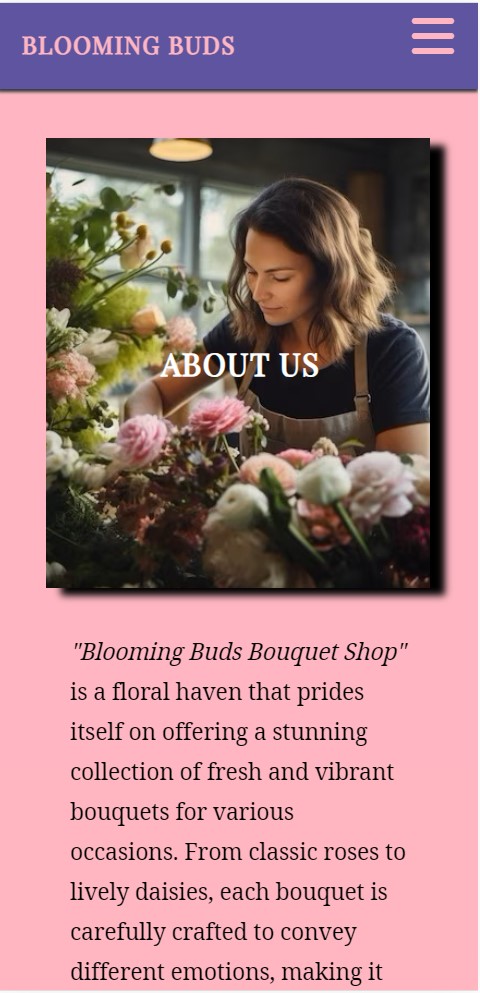 BLOOMING BUDS
ABOUT US
"Blooming Buds Bouquet Shop"
is a floral haven that prides
itself on offering a stunning
collection of fresh and vibrant
bouquets for various
occasions. From classic roses to
lively daisies, each bouquet is
carefully crafted to convey
different emotions, making it